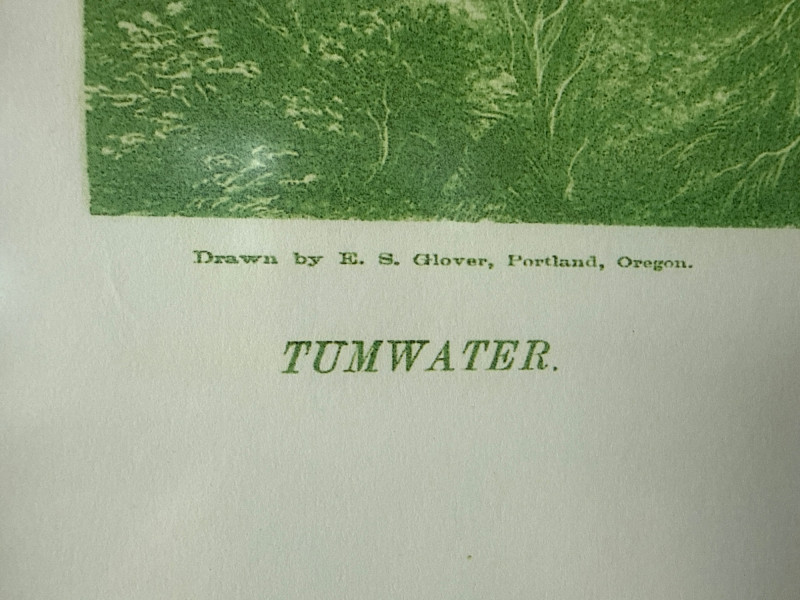 Drawn by E. S. Glover, Portland, Oregon.
TUMWATER.